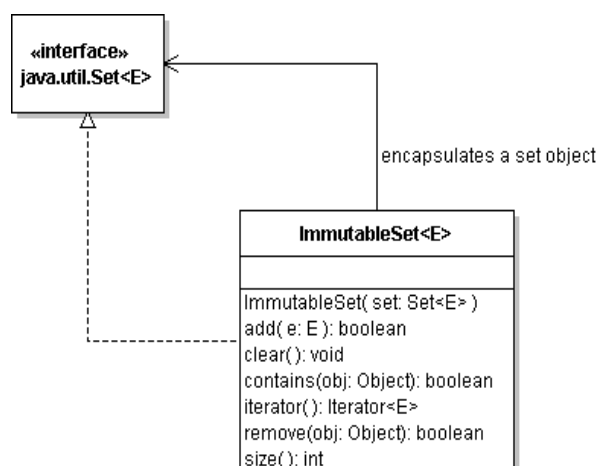 «interface»
java.util.Set<E>
encapsulates a set object
ImmutableSet<E>
ImmutableSet( set: Set<E> )
add( e: E ): boolean
clear(): void
contains(obj: Object): boolean
iterator(): Iterator<E>
remove(obj: Object): boolean
size(): int